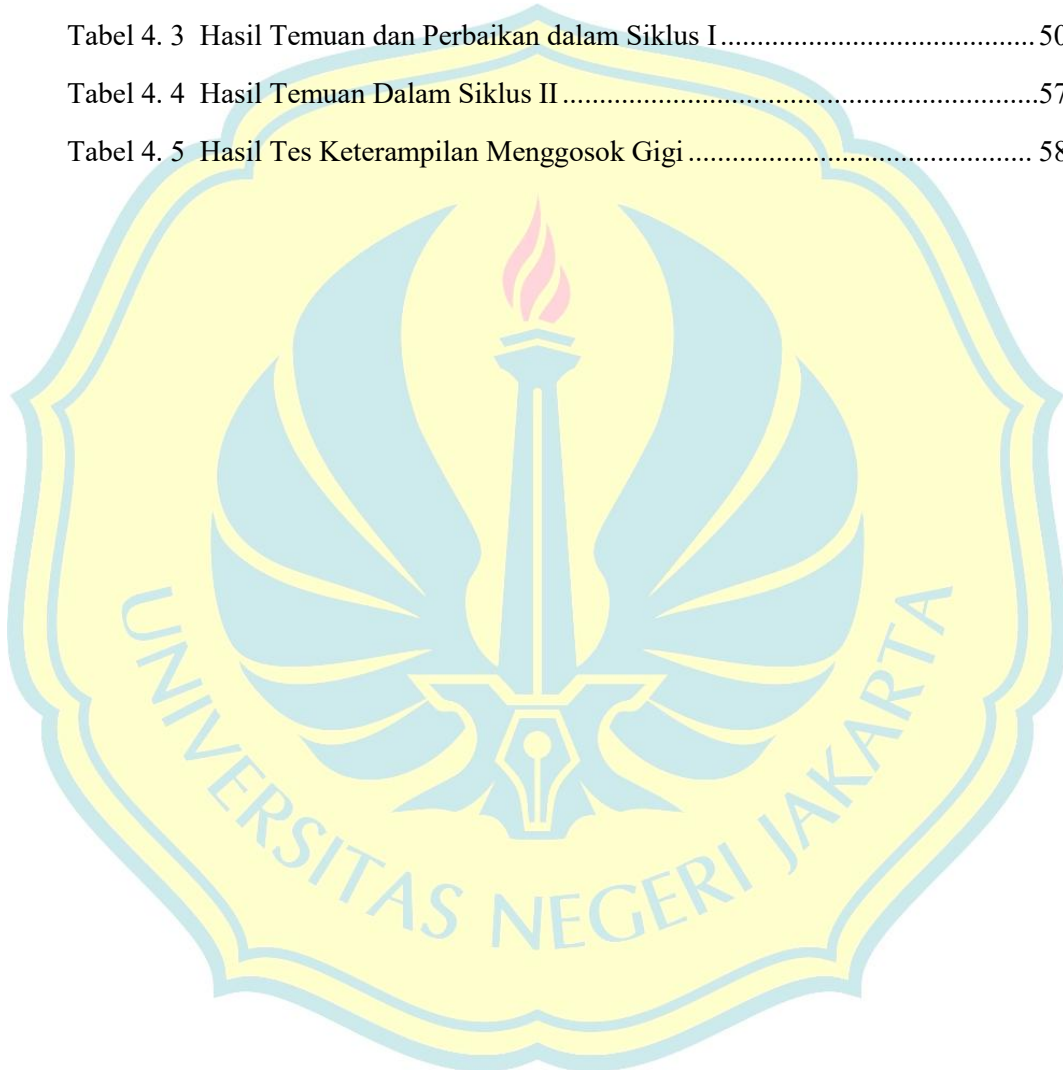 Tabel 4. 3 Hasil Temuan dan Perbaikan dalam Siklus I.................................................. 50
Tabel 4. 4 Hasil Temuan Dalam Siklus II...........................................................................57
Tabel 4. 5 Hasil Tes Keterampilan Menggosok Gigi...................................................... 58
UNIVERSITAS NEGERI JAKARTA